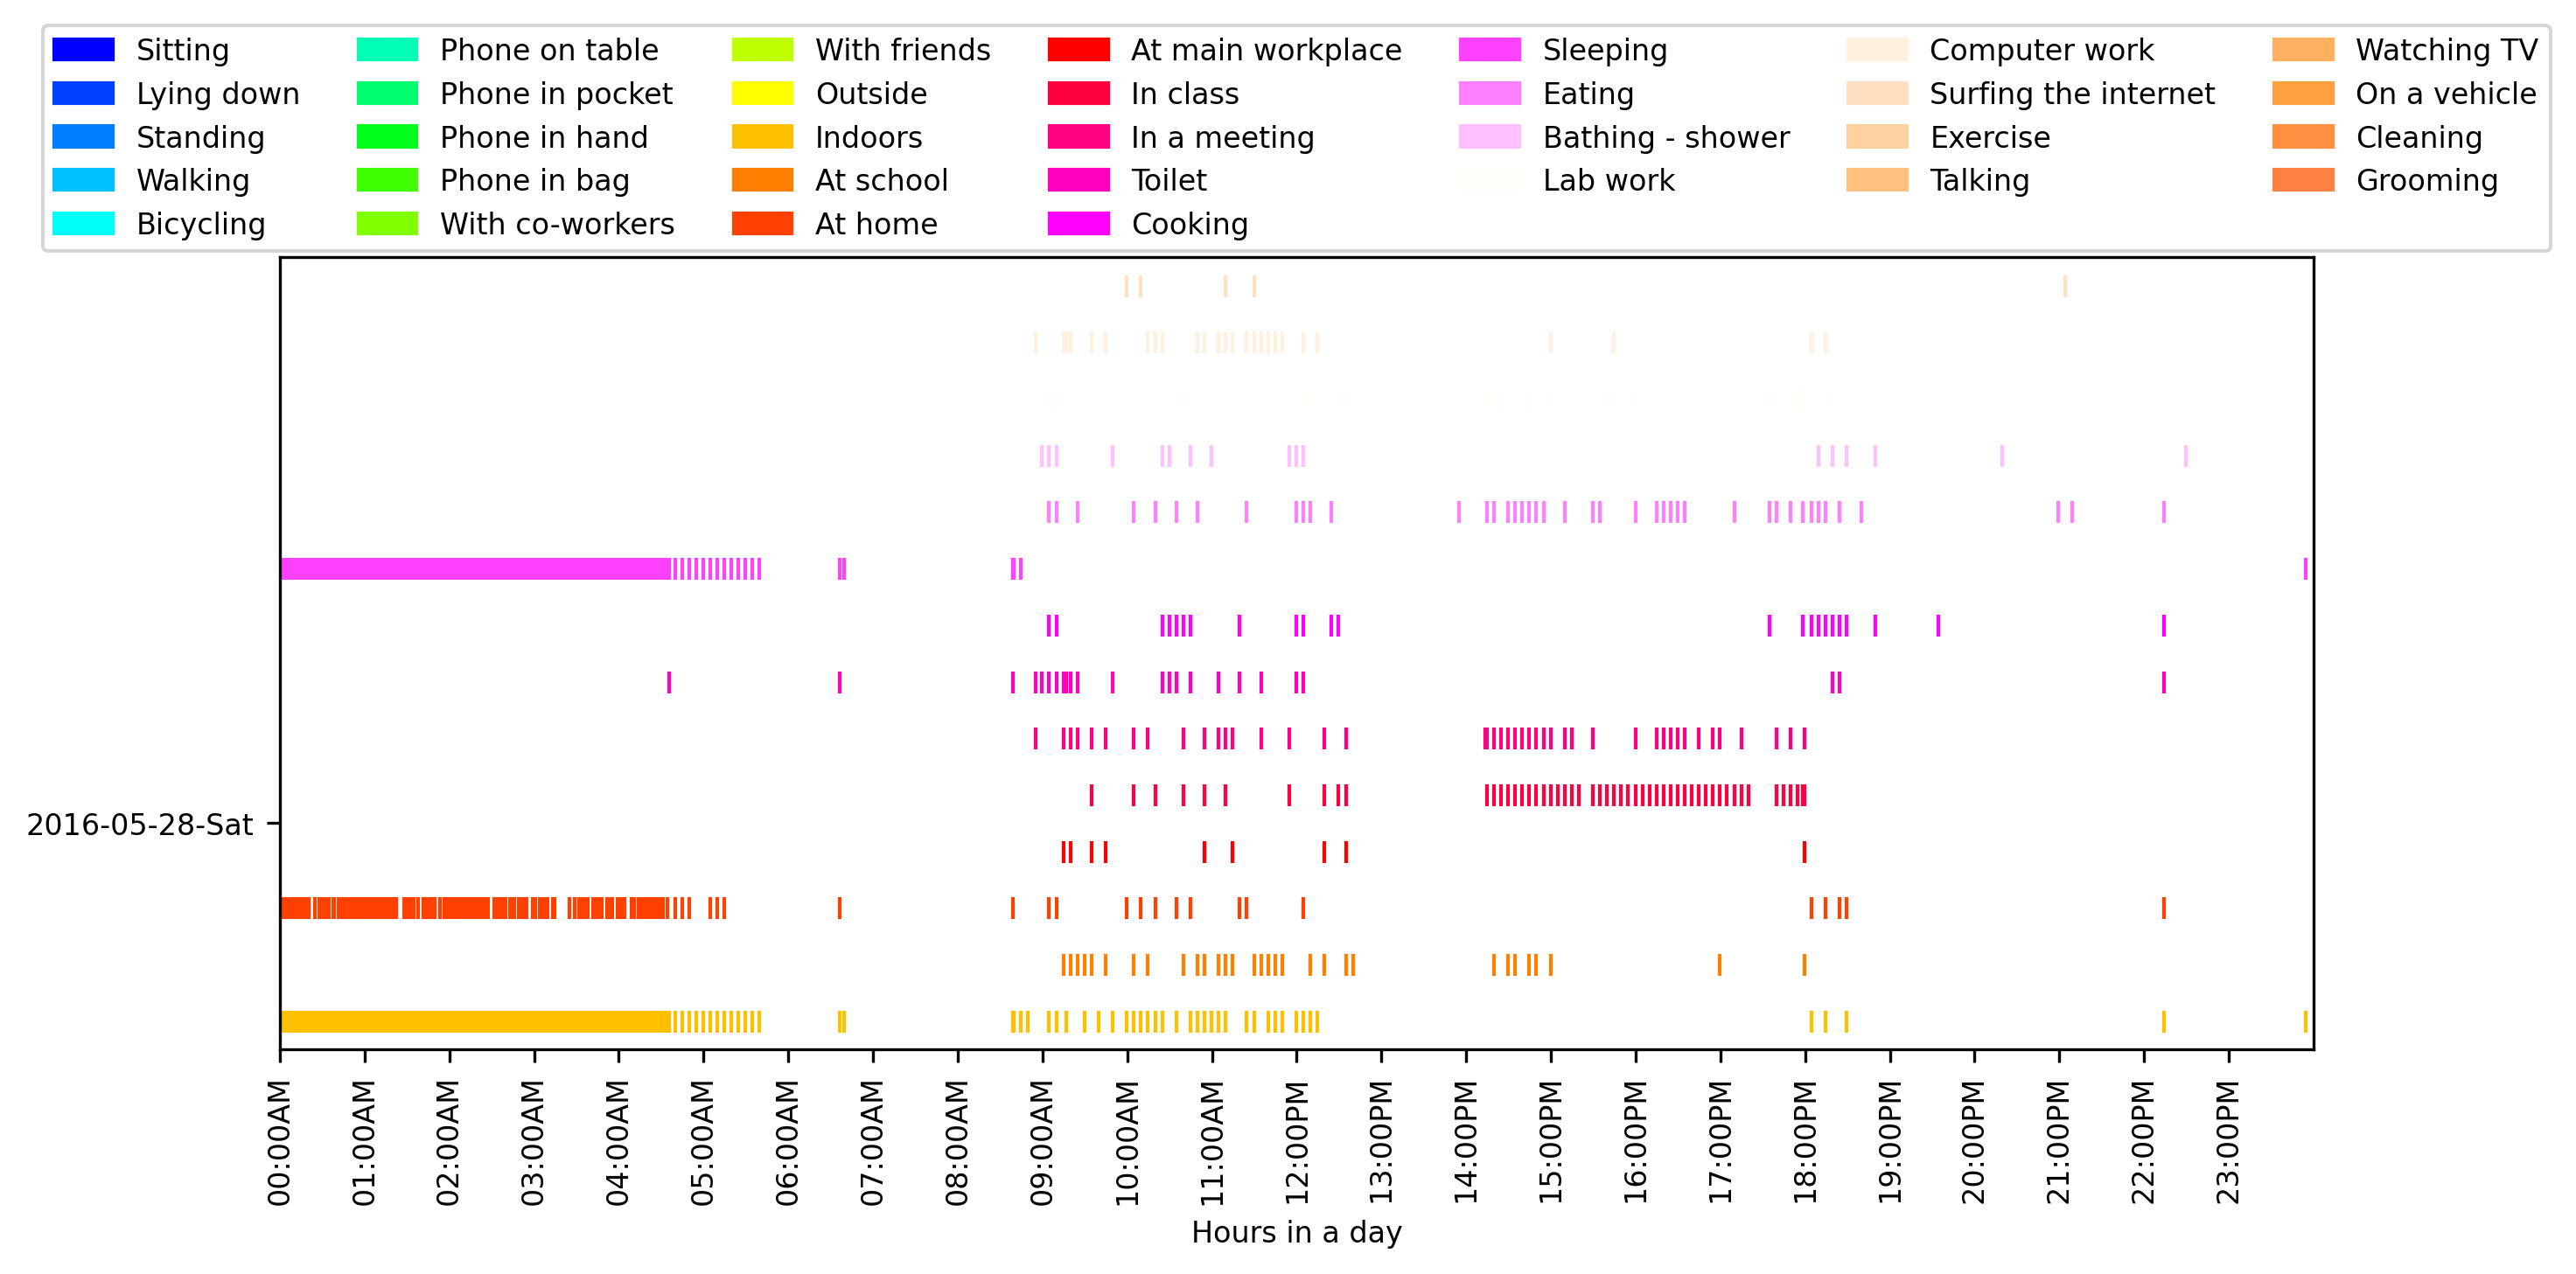 Sitting Phone on table With friends At main workplace Sleeping Computer work Watching TV
Lying down Phone in pocket Outside In class Eating Surfing the internet On a vehicle
Standing Phone in hand Indoors In a meeting Bathing - shower Exercise Cleaning
Walking Phone in bag At school Toilet Lab work Talking Grooming
Bicycling With co-workers At home Cooking
2016-05-28-Sat
00:00AM
01:00AM
02:00AM
03:00AM
04:00AM
05:00AM
06:00AM
07:00AM
08:00AM
09:00AM
10:00AM
11:00AM
12:00PM
13:00PM
14:00PM
15:00PM
16:00PM
17:00PM
18:00PM
19:00PM
20:00PM
21:00PM
22:00PM
23:00PM
Hours in a day